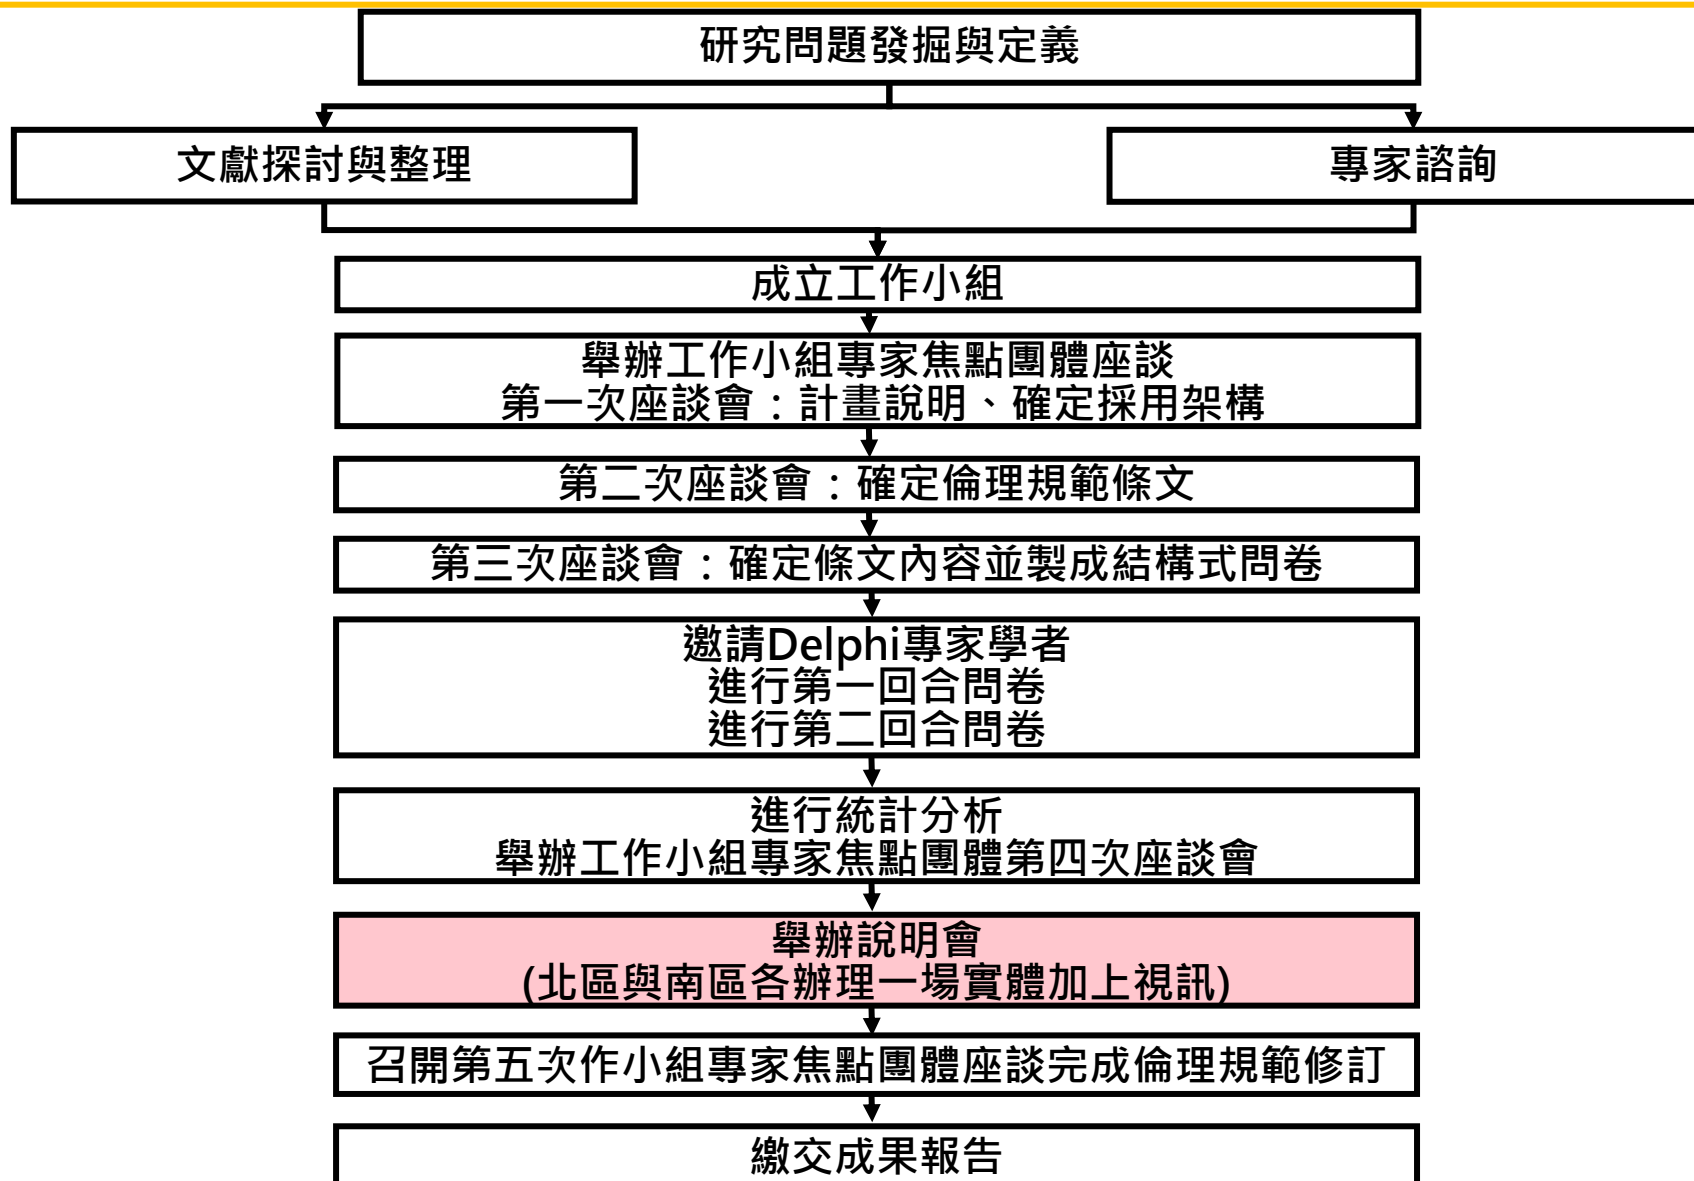 研究問題發掘與定義
文獻探討與整理
專家諮詢
成立工作小組
舉辦工作小組專家焦點團體座談
第一次座談會：計畫說明、確定採用架構
第二次座談會：確定倫理規範條文
第三次座談會：確定條文內容並製成結構式問卷
邀請Delphi專家學者
進行第一回合問卷
進行第二回合問卷
進行統計分析
舉辦工作小組專家焦點團體第四次座談會
舉辦說明會
(北區與南區各辦理一場實體加上視訊)
召開第五次作小組專家焦點團體座談完成倫理規範修訂
繳交成果報告